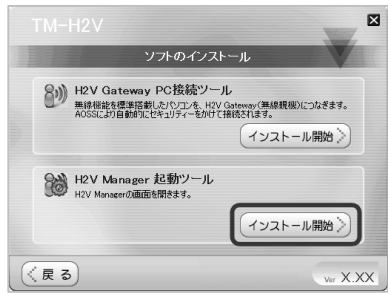 TM-H2V
ソフトのインストール
H2V Gateway PC接続ツール
無線機能を標準搭載したパソコンを、H2V Gateway(無線親機)につなぎます。
AOSSにより自動的にセキュリティーをかけて接続されます。
インストール開始
H2V Manager 起動ツール
H2V Managerの画面を開きます。
インストール開始
戻 る
Ver X.XX